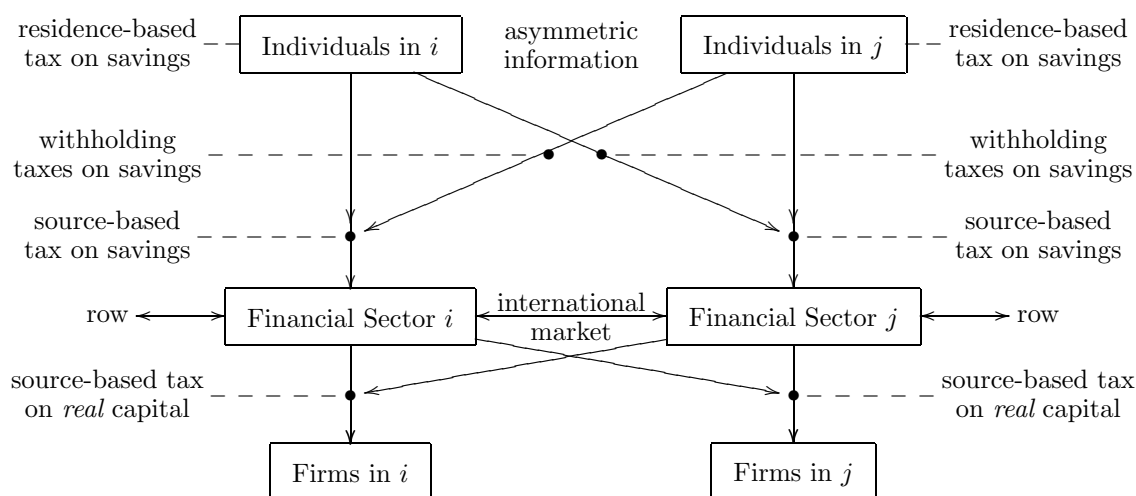 residence-based
tax on savings
Individuals in i
asymmetric
information
Individuals in j
residence-based
tax on savings
withholding
taxes on savings
withholding
taxes on savings
source-based
tax on savings
source-based
tax on savings
row
Financial Sector i
international
market
Financial Sector j
row
source-based tax
on real capital
source-based tax
on real capital
Firms in i
Firms in j